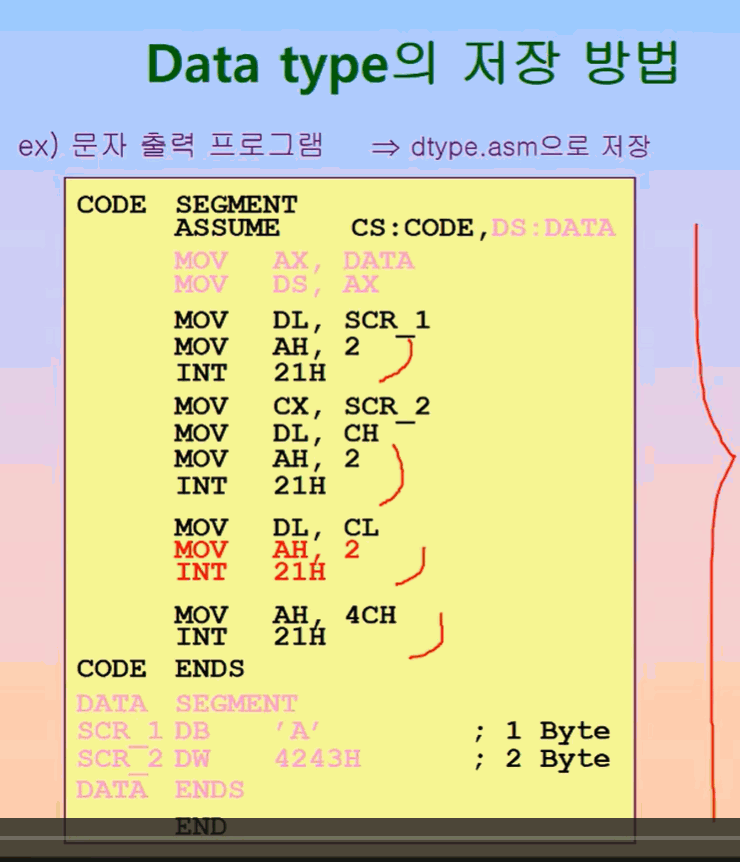 Data type의 저장 방법
ex) 문자 출력 프로그램 ⇒ dtype.asm으로 저장
CODE SEGMENT
ASSUME CS:CODE,DS:DATA
MOV AX, DATA
MOV DS, AX
MOV DL, SCR_1
MOV AH, 2
INT 21H
MOV CX, SCR_2
MOV DL, CH
MOV AH, 2
INT 21H
MOV DL, CL
MOV AH, 2
INT 21H
MOV AH, 4CH
INT 21H
CODE ENDS
DATA SEGMENT
SCR_1 DB 'A' ; 1 Byte
SCR_2 DW 4243H ; 2 Byte
DATA ENDS
END